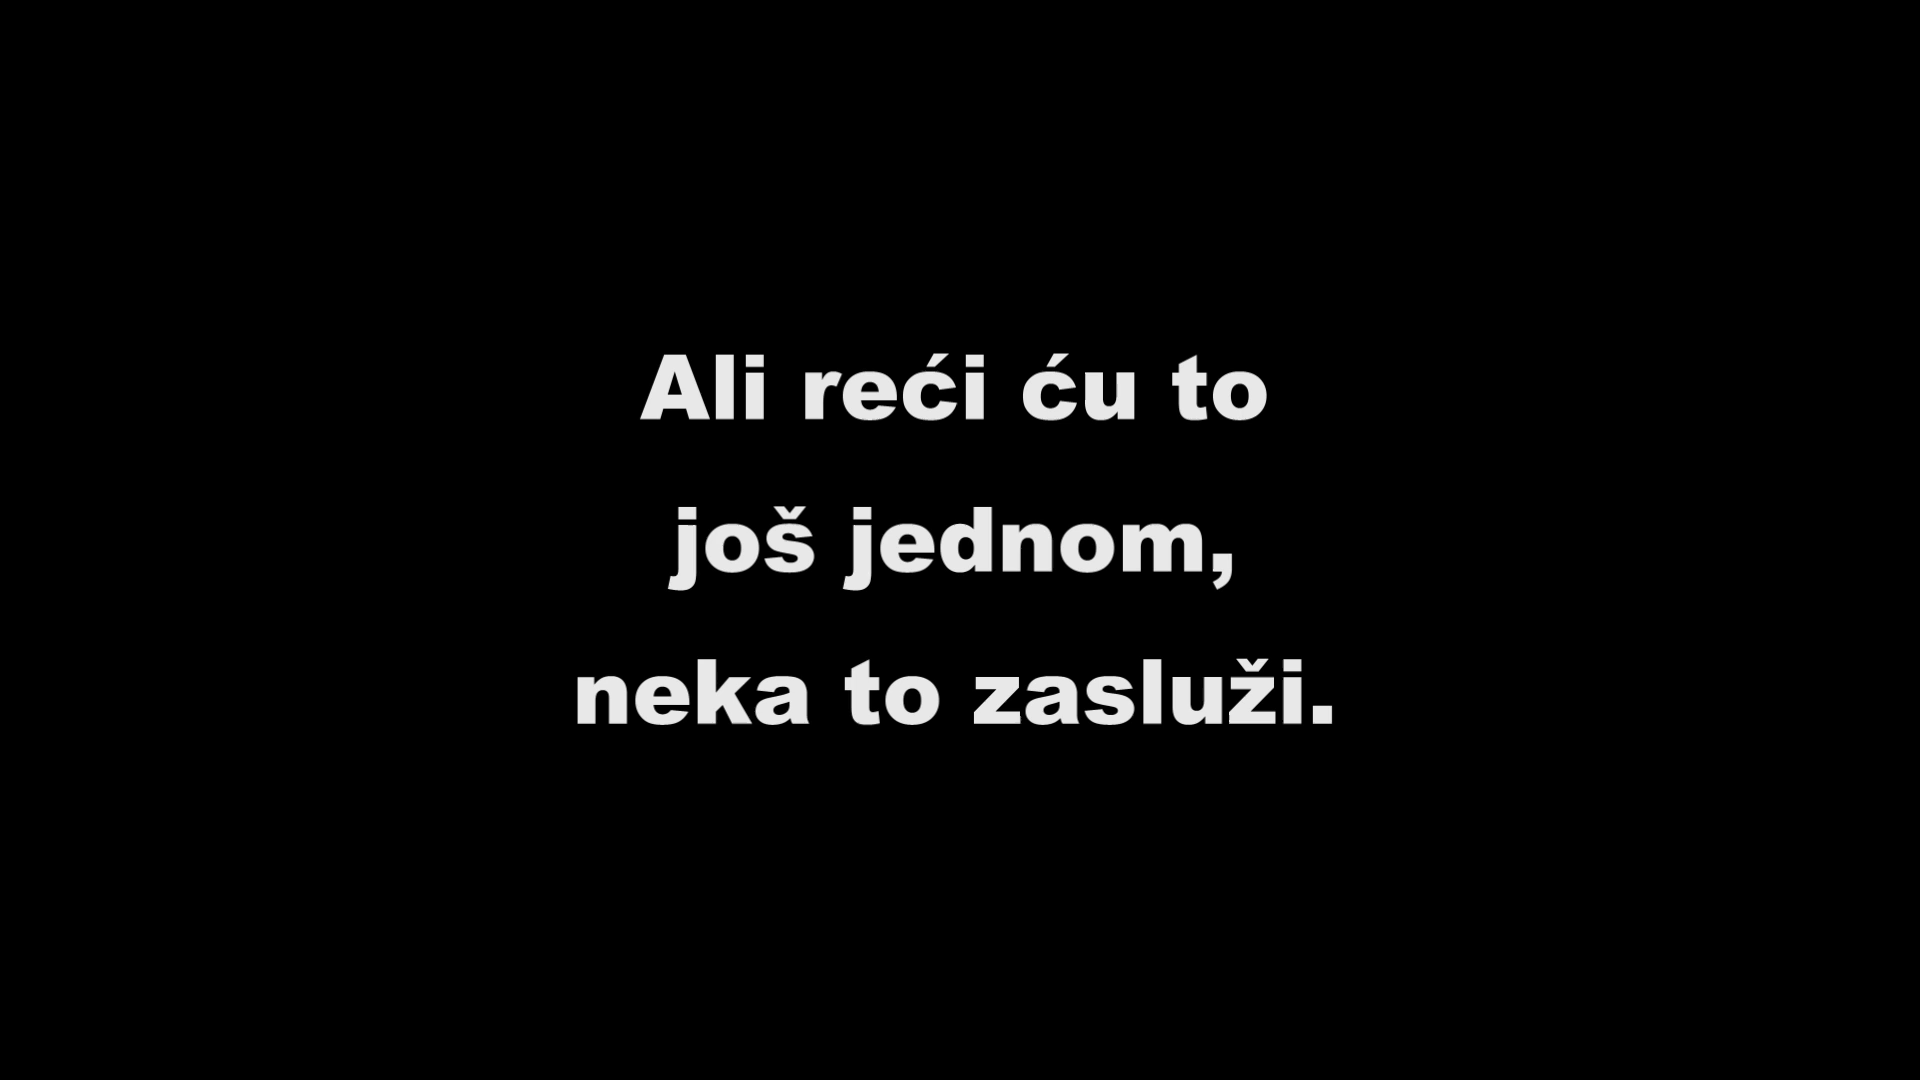 Ali reći ću to
još jednom,
neka to zasluži.